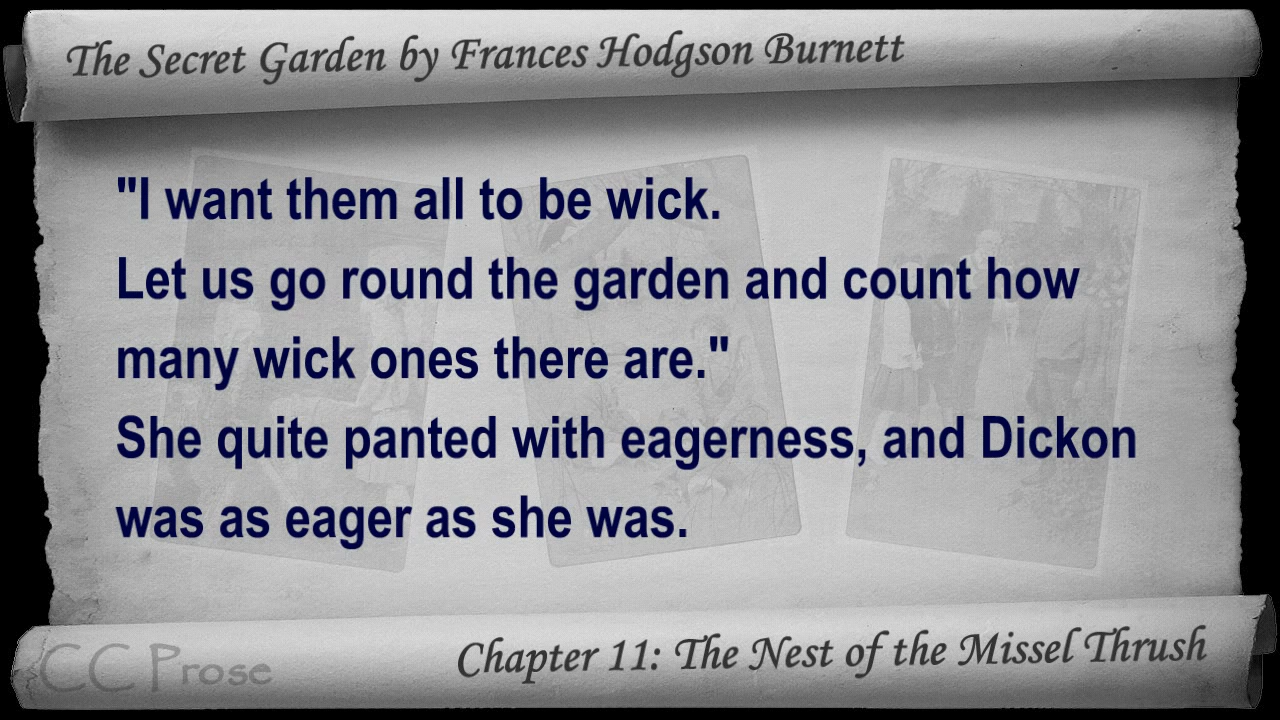 The Secret Garden by Frances Hodgson Burnett
"I want them all to be wick.
Let us go round the garden and count how
many wick ones there are."
She quite panted with eagerness, and Dickon
was as eager as she was.
Chapter 11: The Nest of the Missel Thrush
CC Prose